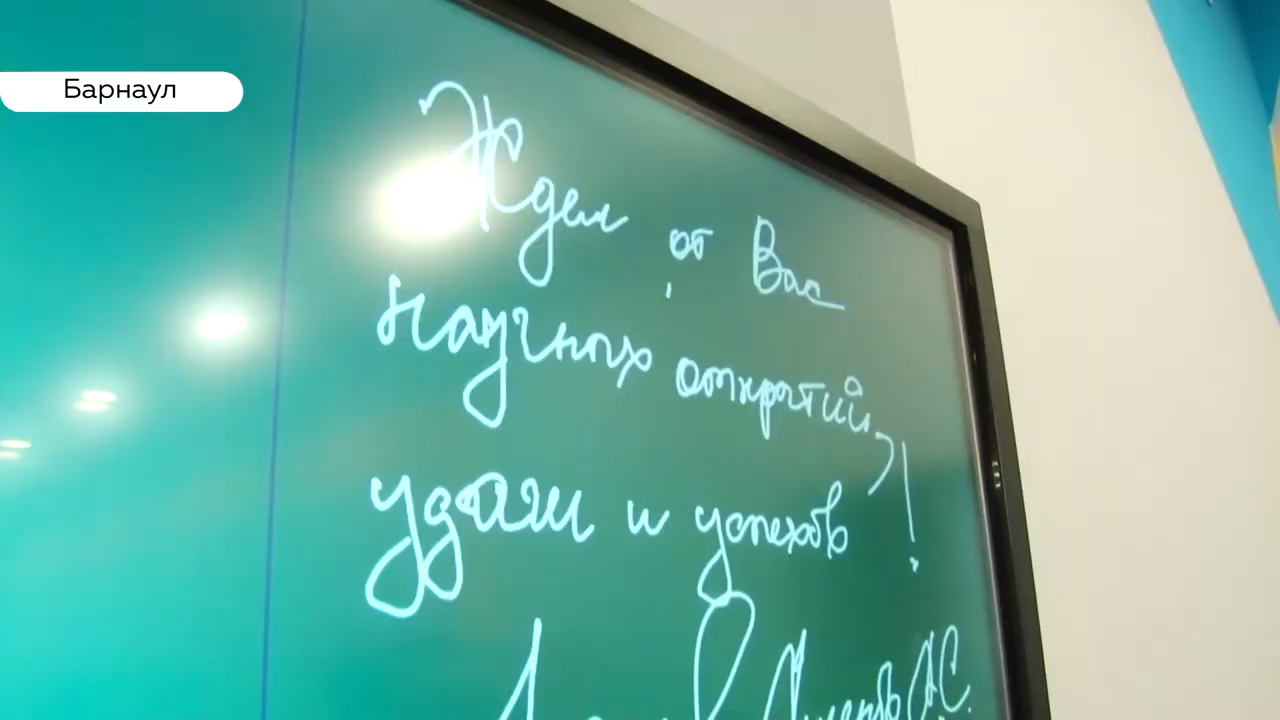 Барнаул
Ждем от Вас
научных открытий,
удачи и успехов!